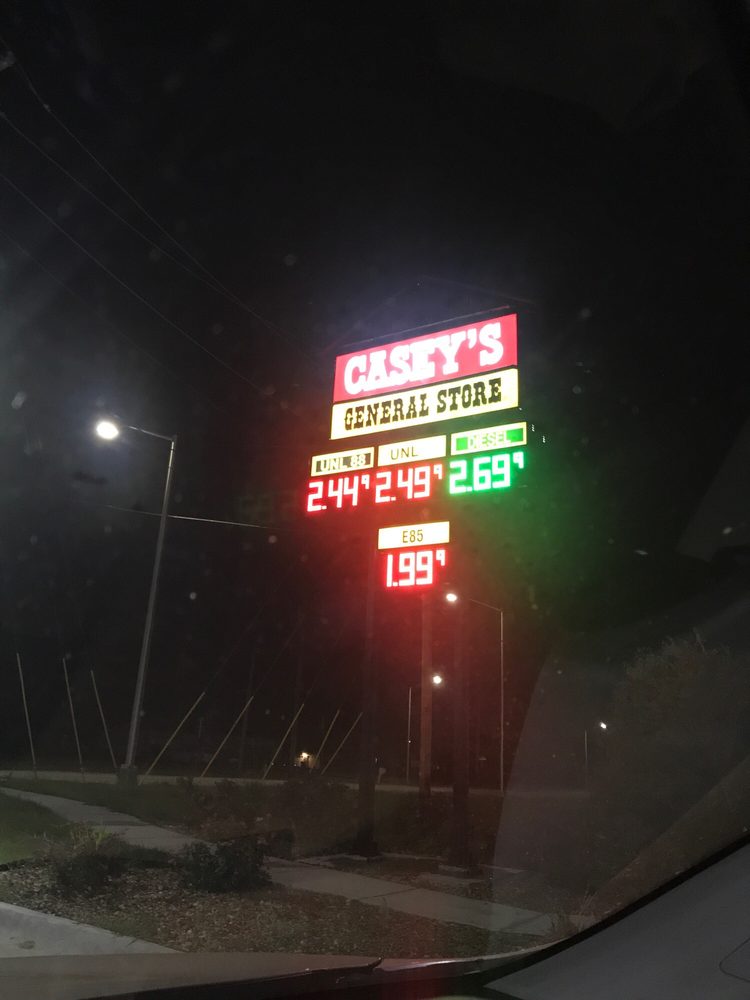 CASEY'S
GENERAL STORE
UNL 88 UNL DIESEL
2.44⁹ 2.49⁹ 2.69⁹
E85
1.99⁹